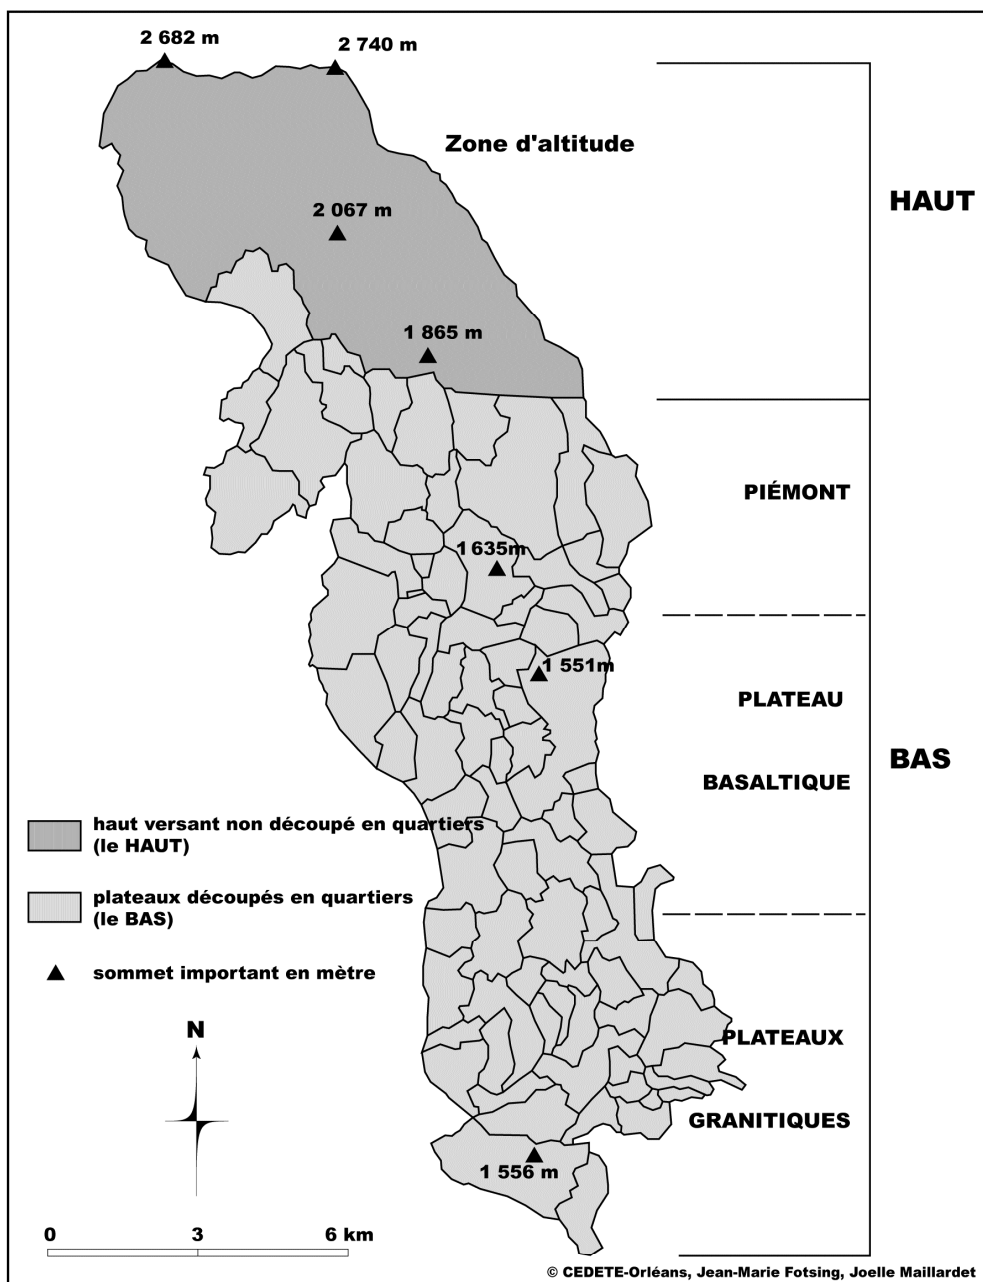 2 682 m
2 740 m
Zone d'altitude
HAUT
2 067 m
1 865 m
PIÉMONT
1 635m
1 551m
PLATEAU
BASALTIQUE
BAS
haut versant non découpé en quartiers
(le HAUT)
plateaux découpés en quartiers
(le BAS)
sommet important en mètre
N
PLATEAUX
GRANITIQUES
1 556 m
0 3 6 km
© CEDETE-Orléans, Jean-Marie Fotsing, Joelle Maillardet